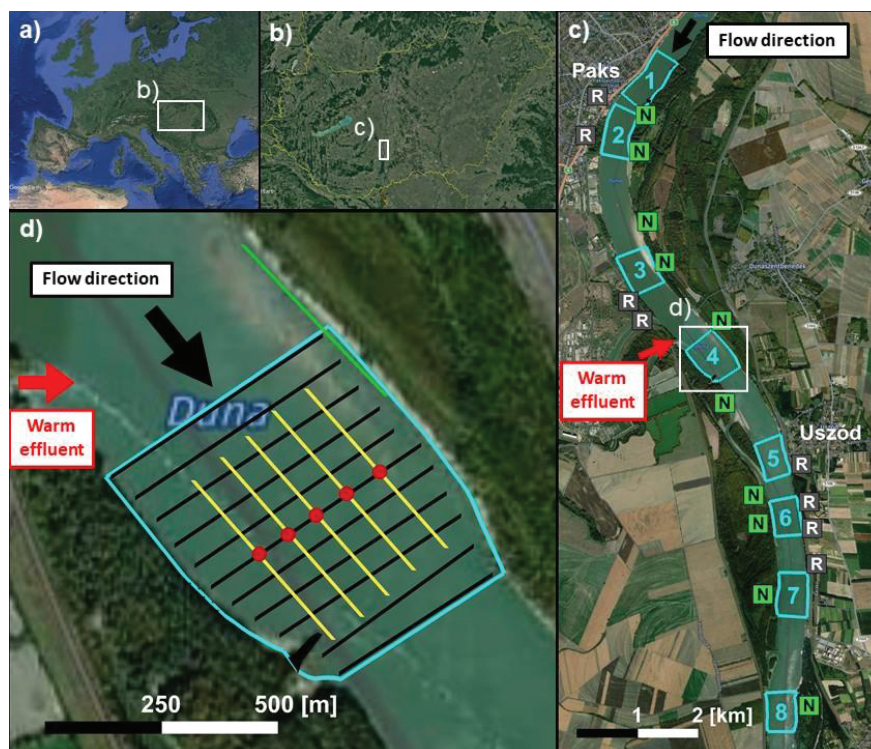 a)
b)
b)
c)
c)
Flow direction
Paks
1
R
N
2
R
N
N
3
N
R
R
N
d)
4
Warm
effluent
N
Uszód
5
R
N
R
N
6
R
R
N
7
8
N
1
2 [km]
d)
Flow direction
Duna
Warm
effluent
250
500 [m]